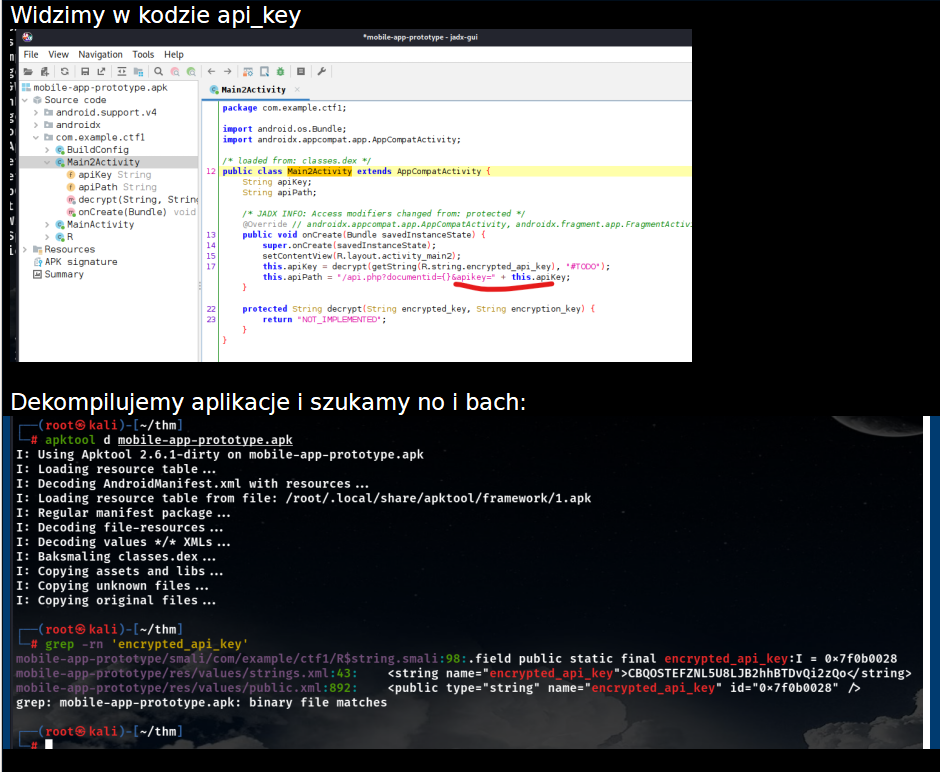 Widzimy w kodzie api_key
*mobile-app-prototype - jadx-gui
File View Navigation Tools Help
mobile-app-prototype.apk
Source code
android.support.v4
androidx
com.example.ctf1
BuildConfig
Main2Activity
apiKey String
apiPath String
decrypt(String, String
onCreate(Bundle) void
MainActivity
R
Resources
APK signature
Summary
Main2Activity
package com.example.ctf1;
import android.os.Bundle;
import androidx.appcompat.app.AppCompatActivity;
/* loaded from: classes.dex */
12 public class Main2Activity extends AppCompatActivity {
String apiKey;
String apiPath;
/* JADX INFO: Access modifiers changed from: protected */
@Override // androidx.appcompat.app.AppCompatActivity, androidx.fragment.app.FragmentActiv
13 public void onCreate(Bundle savedInstanceState) {
14 super.onCreate(savedInstanceState);
15 setContentView(R.layout.activity_main2);
17 this.apiKey = decrypt(getString(R.string.encrypted_api_key), "#TODO");
this.apiPath = "/api.php?documentid={}&apikey=" + this.apiKey;
}
22 protected String decrypt(String encrypted_key, String encryption_key) {
23 return "NOT_IMPLEMENTED";
}
}
Dekompilujemy aplikacje i szukamy no i bach:
(root㉿kali)-[~/thm]
# apktool d mobile-app-prototype.apk
I: Using Apktool 2.6.1-dirty on mobile-app-prototype.apk
I: Loading resource table...
I: Decoding AndroidManifest.xml with resources...
I: Loading resource table from file: /root/.local/share/apktool/framework/1.apk
I: Regular manifest package...
I: Decoding file-resources...
I: Decoding values */* XMLs...
I: Baksmaling classes.dex...
I: Copying assets and libs...
I: Copying unknown files...
I: Copying original files...
(root㉿kali)-[~/thm]
# grep -rn 'encrypted_api_key'
mobile-app-prototype/smali/com/example/ctf1/R$string.smali:98:.field public static final encrypted_api_key:I = 0×7f0b0028
mobile-app-prototype/res/values/strings.xml:43: <string name="encrypted_api_key">CBQOSTEFZNL5U8LJB2hhBTDvQi2zQo</string>
mobile-app-prototype/res/values/public.xml:892: <public type="string" name="encrypted_api_key" id="0×7f0b0028" />
grep: mobile-app-prototype.apk: binary file matches
(root㉿kali)-[~/thm]
#